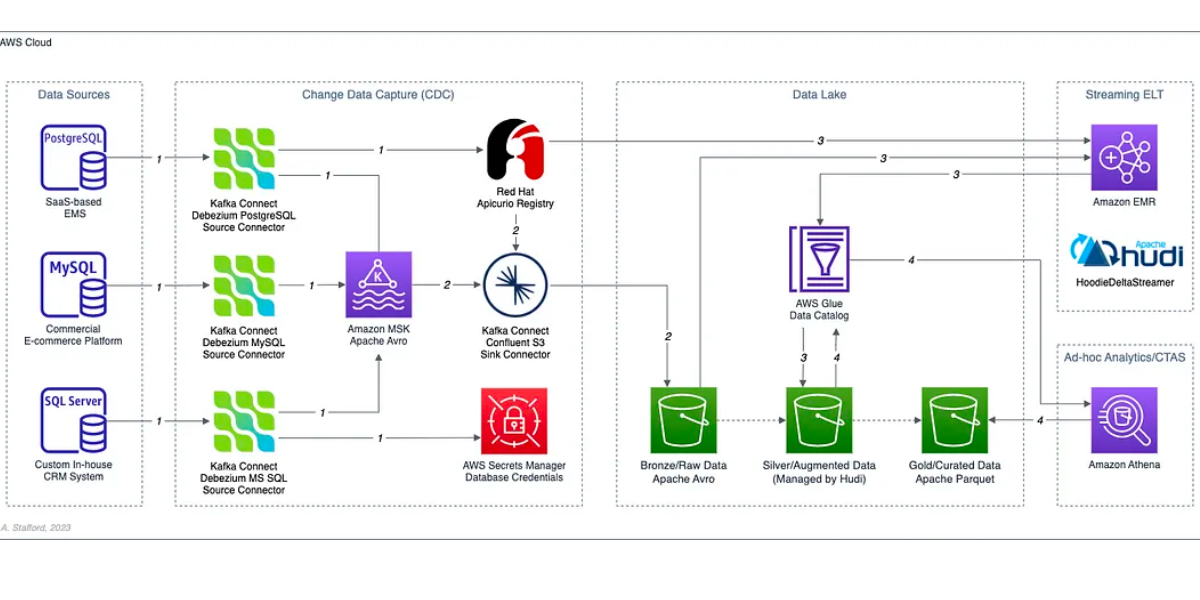 AWS Cloud
Data Sources
PostgreSQL
SaaS-based
EMS
MySQL
Commercial
E-commerce Platform
SQL Server
Custom In-house
CRM System
Change Data Capture (CDC)
1
Kafka Connect
Debezium PostgreSQL
Source Connector
1
1
1
Kafka Connect
Debezium MySQL
Source Connector
1
1
Kafka Connect
Debezium MS SQL
Source Connector
1
1
K
Amazon MSK
Apache Avro
Red Hat
Apicurio Registry
2
2
Kafka Connect
Confluent S3
Sink Connector
AWS Secrets Manager
Database Credentials
Data Lake
3
3
3
2
AWS Glue
Data Catalog
4
3
4
Bronze/Raw Data
Apache Avro
Silver/Augmented Data
(Managed by Hudi)
Gold/Curated Data
Apache Parquet
4
Streaming ELT
Amazon EMR
Apache
hudi
HoodieDeltaStreamer
Ad-hoc Analytics/CTAS
Amazon Athena
A. Stafford, 2023